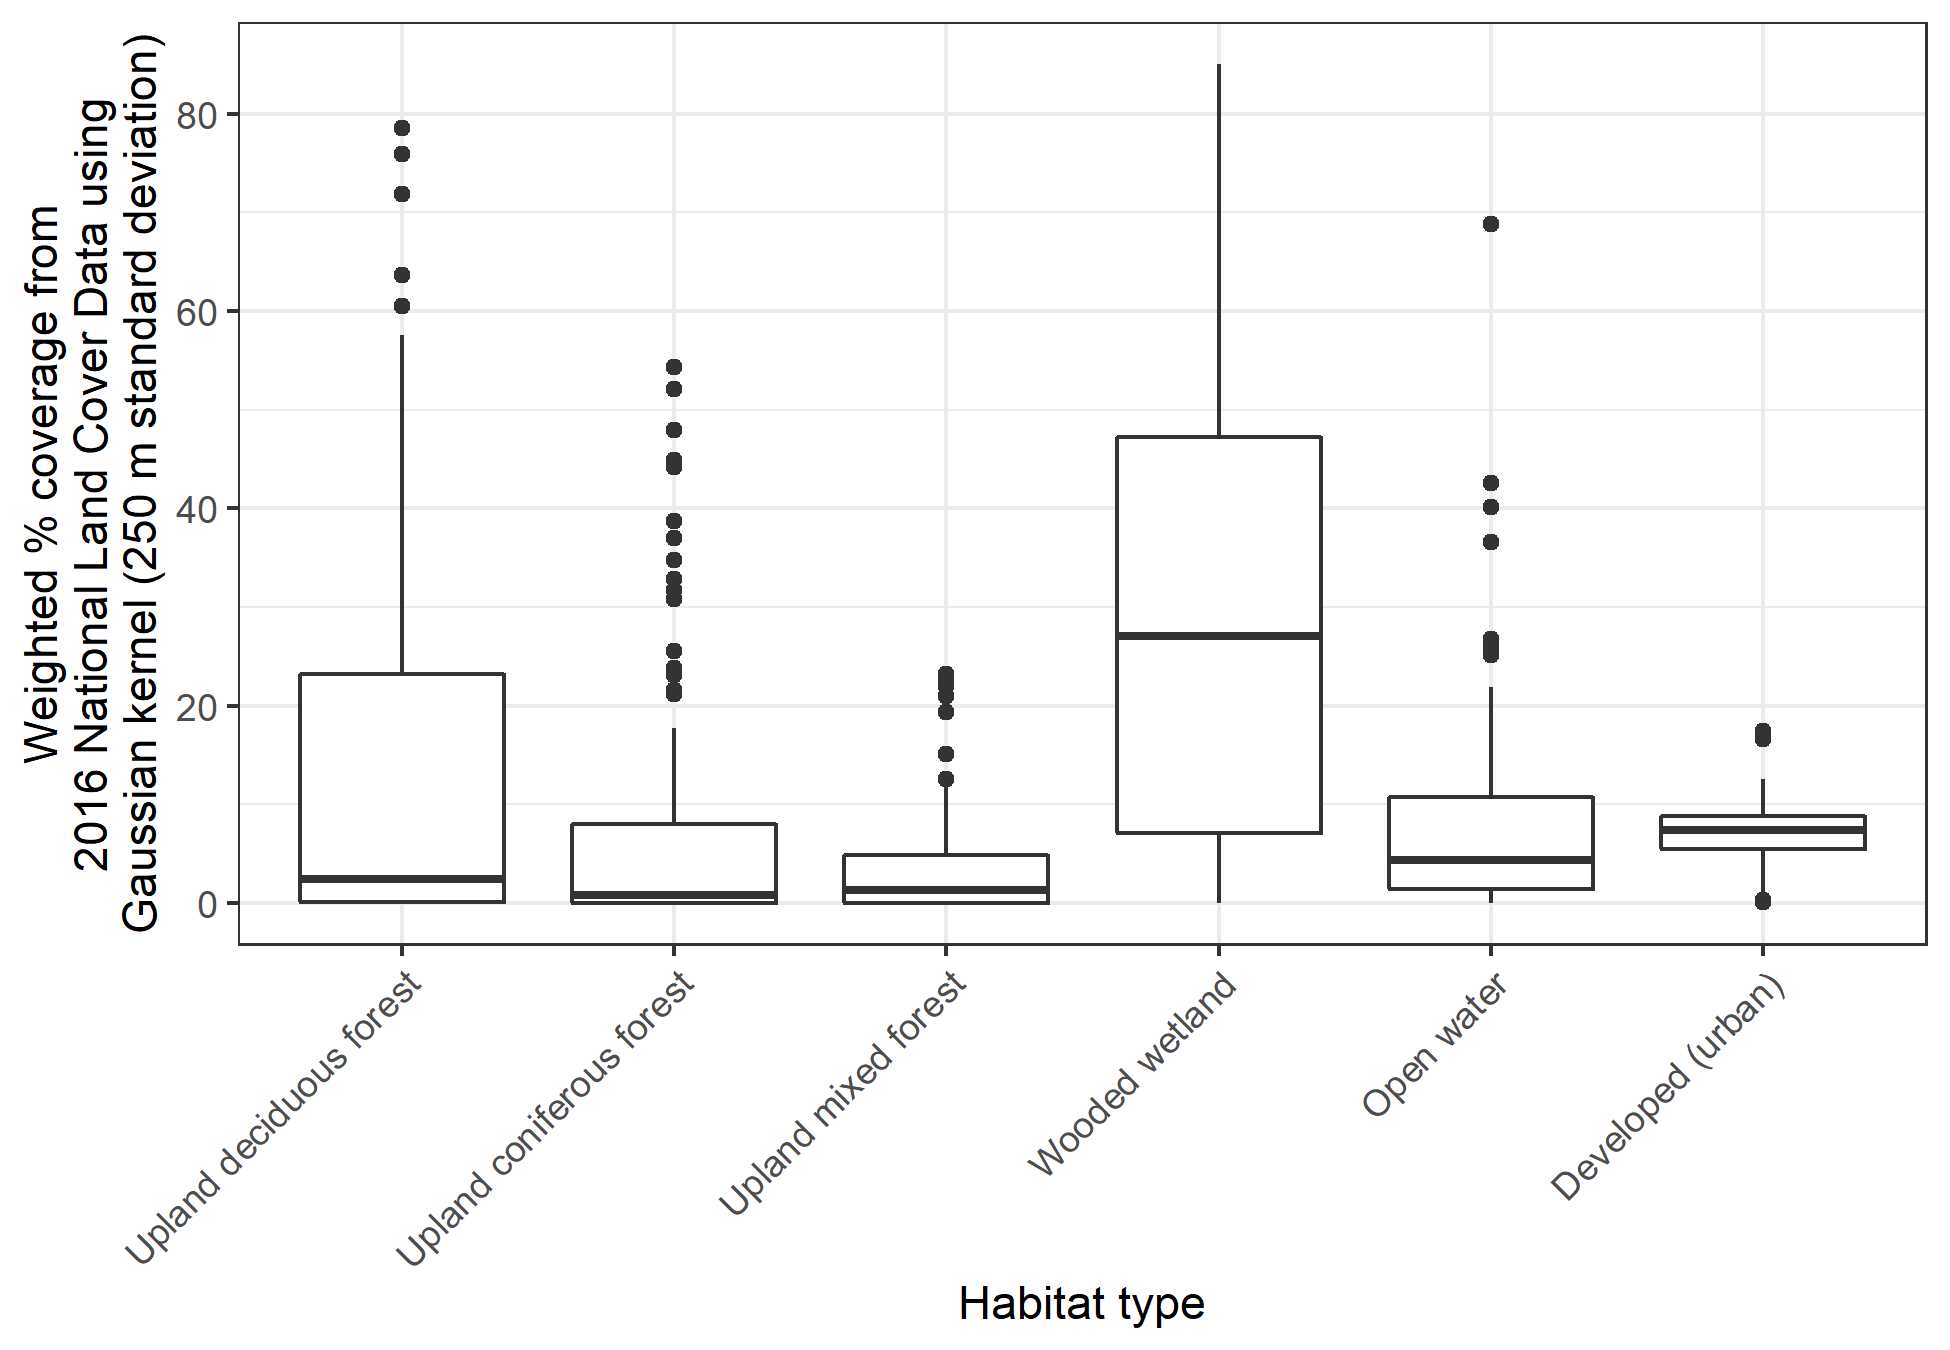 Weighted % coverage from
2016 National Land Cover Data using
Gaussian kernel (250 m standard deviation)
80
60
40
20
0
Upland deciduous forest
Upland coniferous forest
Upland mixed forest
Wooded wetland
Open water
Developed (urban)
Habitat type